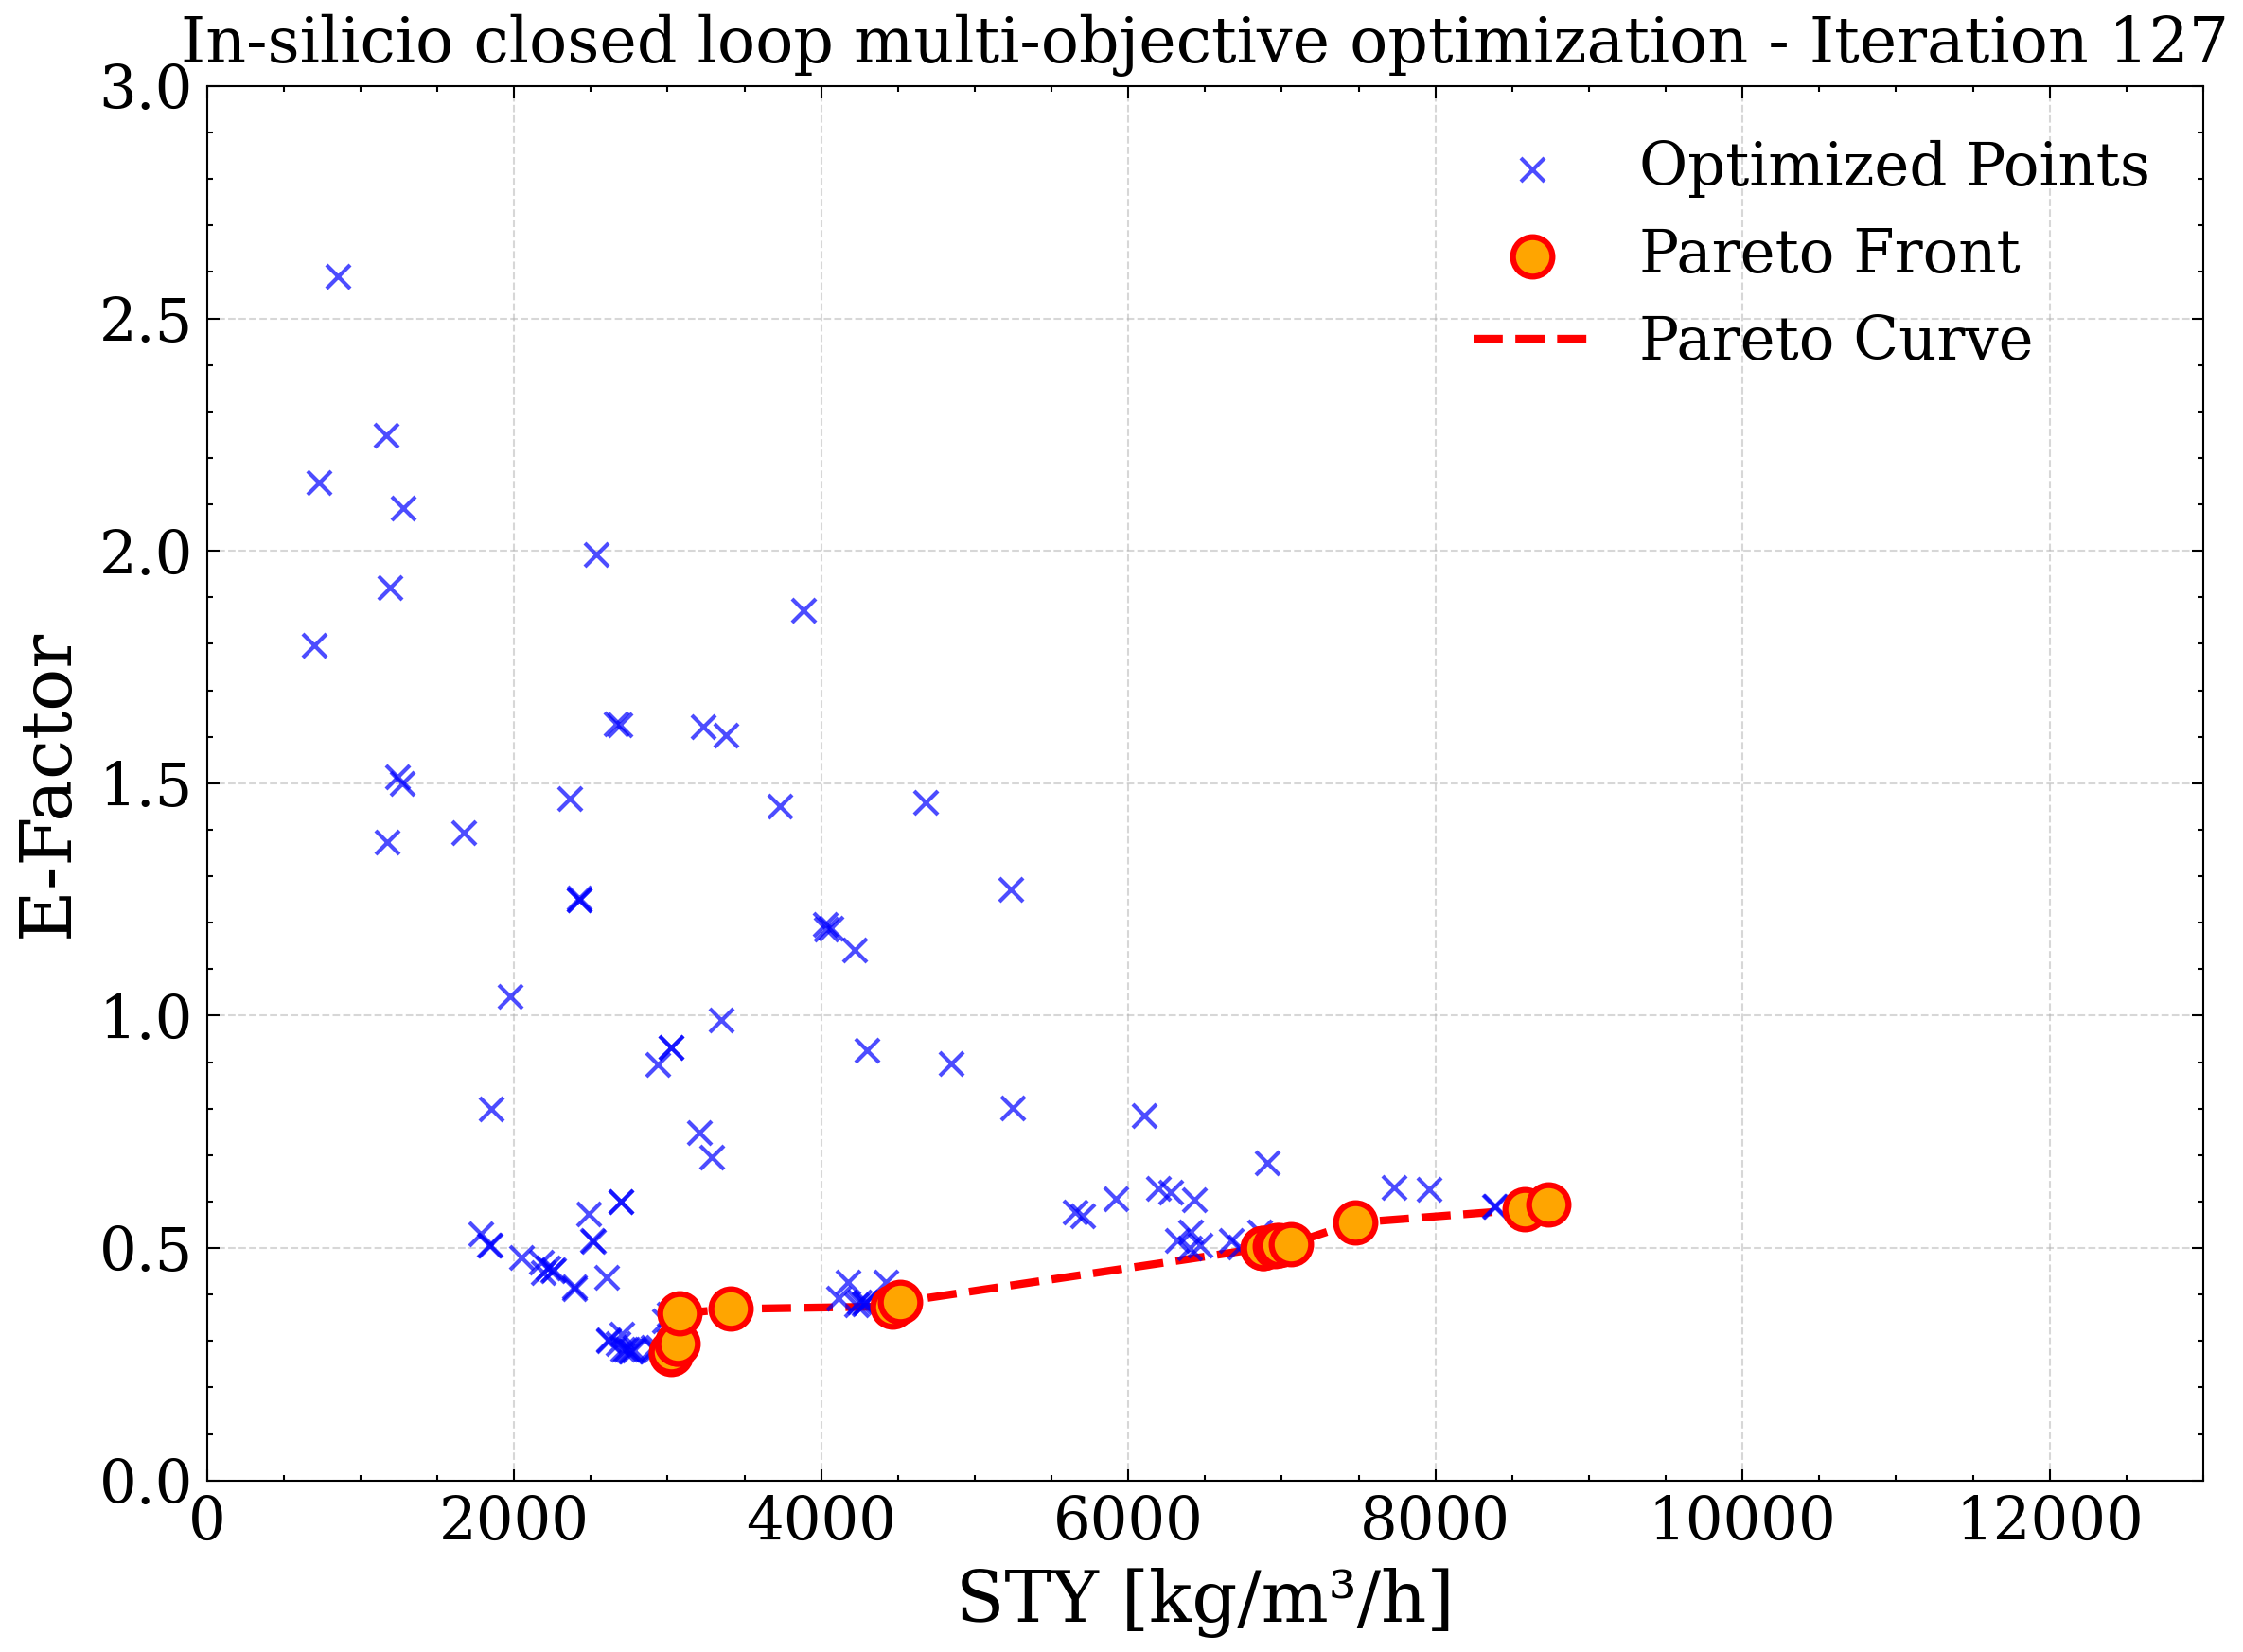 In-silicio closed loop multi-objective optimization - Iteration 127
3.0
2.5
2.0
1.5
1.0
0.5
0.0
E-Factor
Optimized Points
Pareto Front
Pareto Curve
0 2000 4000 6000 8000 10000 12000
STY [kg/m³/h]